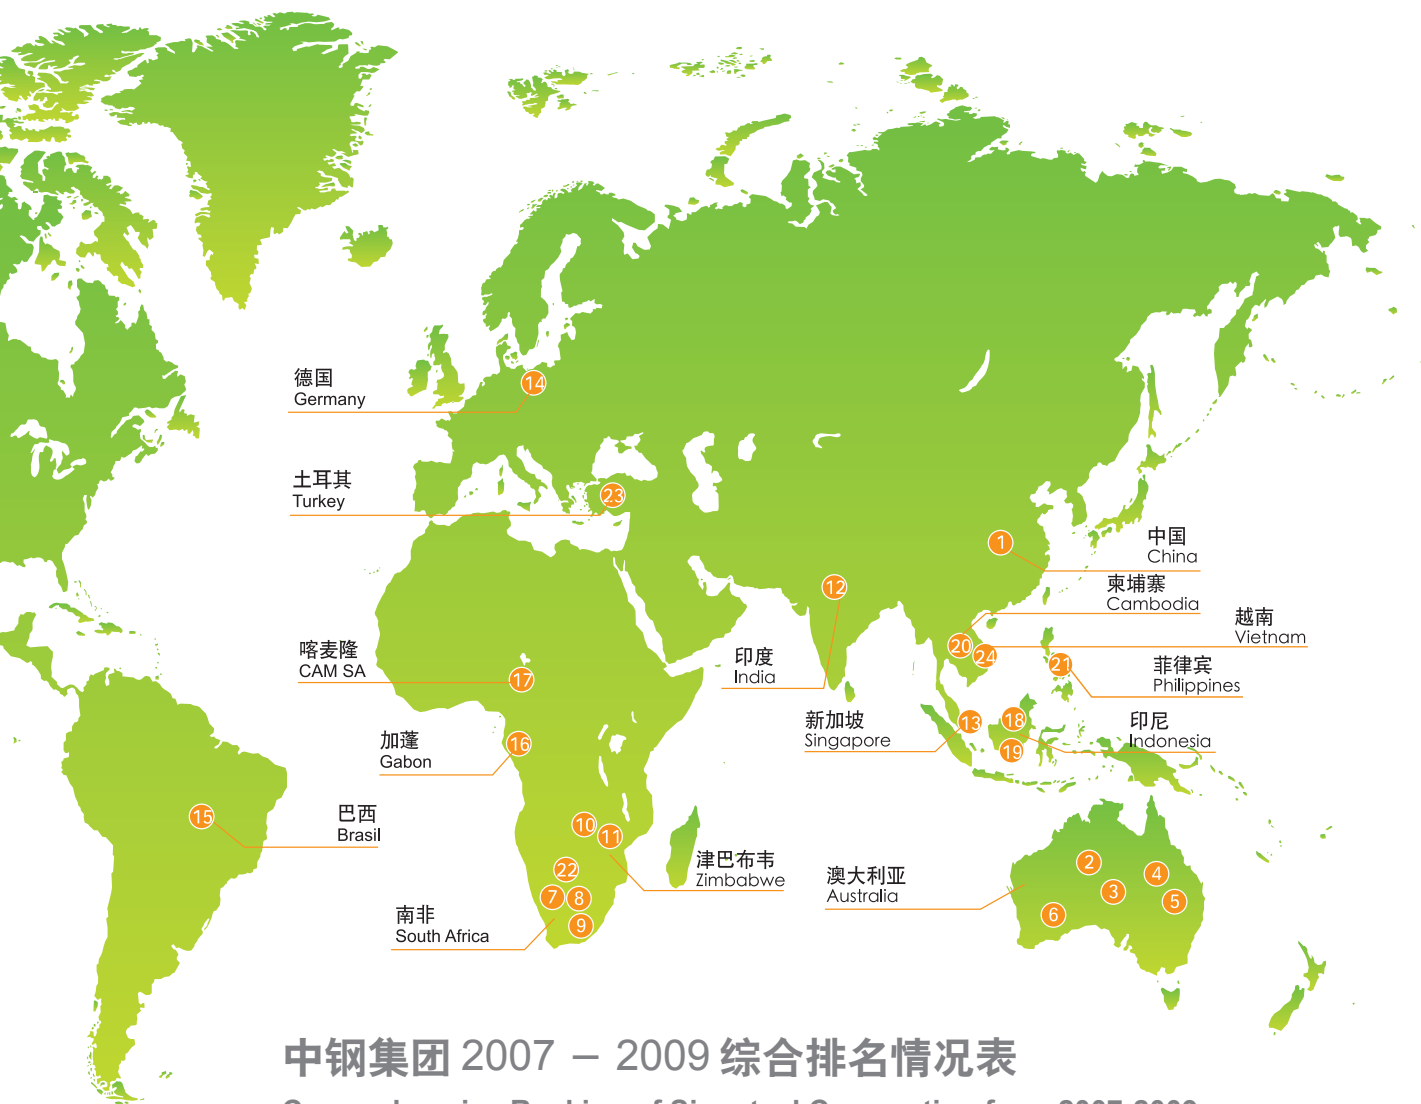 德国
Germany
14
土耳其
Turkey
23
中国
China
1
柬埔寨
Cambodia
12
越南
Vietnam
20
24
喀麦隆
CAM SA
17
印度
India
菲律宾
Philippines
21
新加坡
Singapore
13
18
印尼
Indonesia
19
加蓬
Gabon
16
巴西
Brasil
15
10
11
津巴布韦
Zimbabwe
22
7
8
9
南非
South Africa
澳大利亚
Australia
2
3
4
5
6
中钢集团 2007 – 2009 综合排名情况表